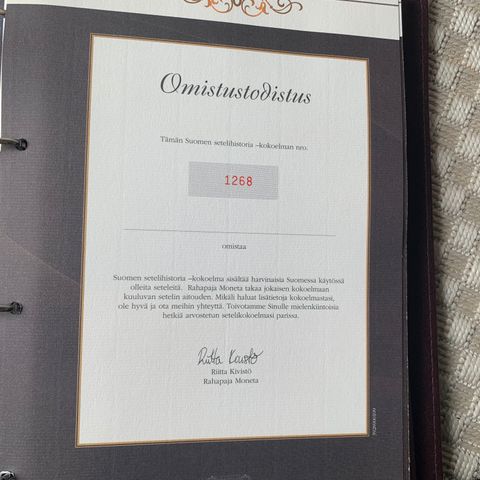 Omistustodistus
Tämän Suomen setelihistoria –kokoelman nro.
1268
omistaa
Suomen setelihistoria –kokoelma sisältää harvinaisia Suomessa käytössä
olleita seteleitä. Rahapaja Moneta takaa jokaisen kokoelmaan
kuuluvan setelin aitouden. Mikäli haluat lisätietoja kokoelmastasi,
ole hyvä ja ota meihin yhteyttä. Toivotamme Sinulle mielenkiintoisia
hetkiä arvostetun setelikokoelmasi parissa.
Riitta Kivistö
Riitta Kivistö
Rahapaja Moneta